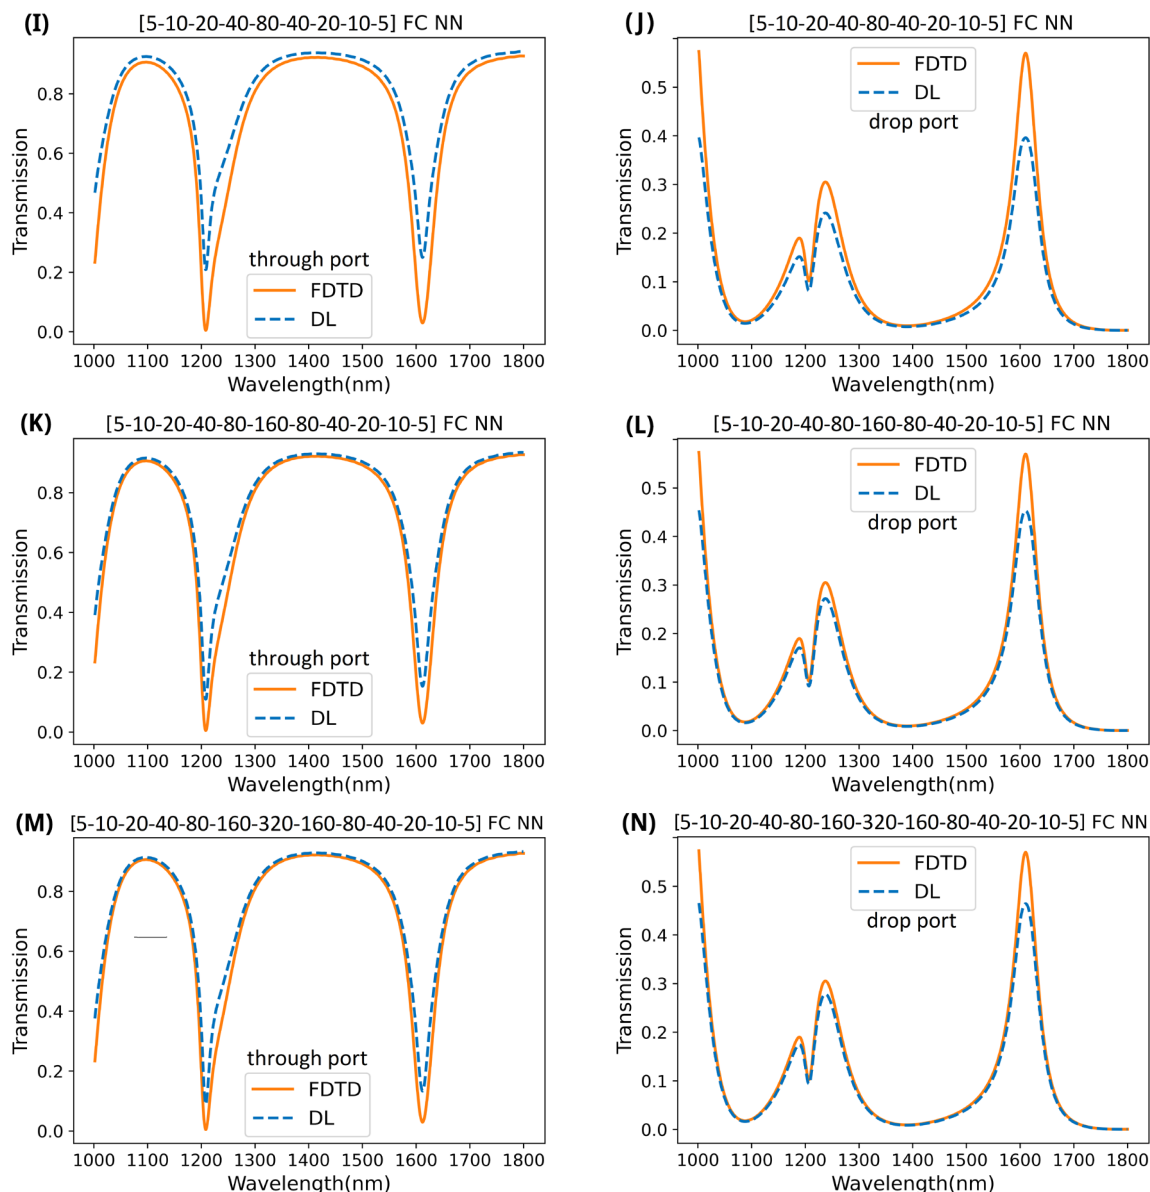 (I) [5-10-20-40-80-40-20-10-5] FC NN
Transmission
0.8
0.6
0.4
0.2
0.0
through port
FDTD
DL
1000 1100 1200 1300 1400 1500 1600 1700 1800
Wavelength(nm)
(J) [5-10-20-40-80-40-20-10-5] FC NN
Transmission
0.5
0.4
0.3
0.2
0.1
0.0
FDTD
DL
drop port
1000 1100 1200 1300 1400 1500 1600 1700 1800
Wavelength(nm)
(K) [5-10-20-40-80-160-80-40-20-10-5] FC NN
Transmission
0.8
0.6
0.4
0.2
0.0
through port
FDTD
DL
1000 1100 1200 1300 1400 1500 1600 1700 1800
Wavelength(nm)
(L) [5-10-20-40-80-160-80-40-20-10-5] FC NN
Transmission
0.5
0.4
0.3
0.2
0.1
0.0
FDTD
DL
drop port
1000 1100 1200 1300 1400 1500 1600 1700 1800
Wavelength(nm)
(M) [5-10-20-40-80-160-320-160-80-40-20-10-5] FC NN
Transmission
0.8
0.6
0.4
0.2
0.0
through port
FDTD
DL
1000 1100 1200 1300 1400 1500 1600 1700 1800
Wavelength(nm)
(N) [5-10-20-40-80-160-320-160-80-40-20-10-5] FC NN
Transmission
0.5
0.4
0.3
0.2
0.1
0.0
FDTD
DL
drop port
1000 1100 1200 1300 1400 1500 1600 1700 1800
Wavelength(nm)